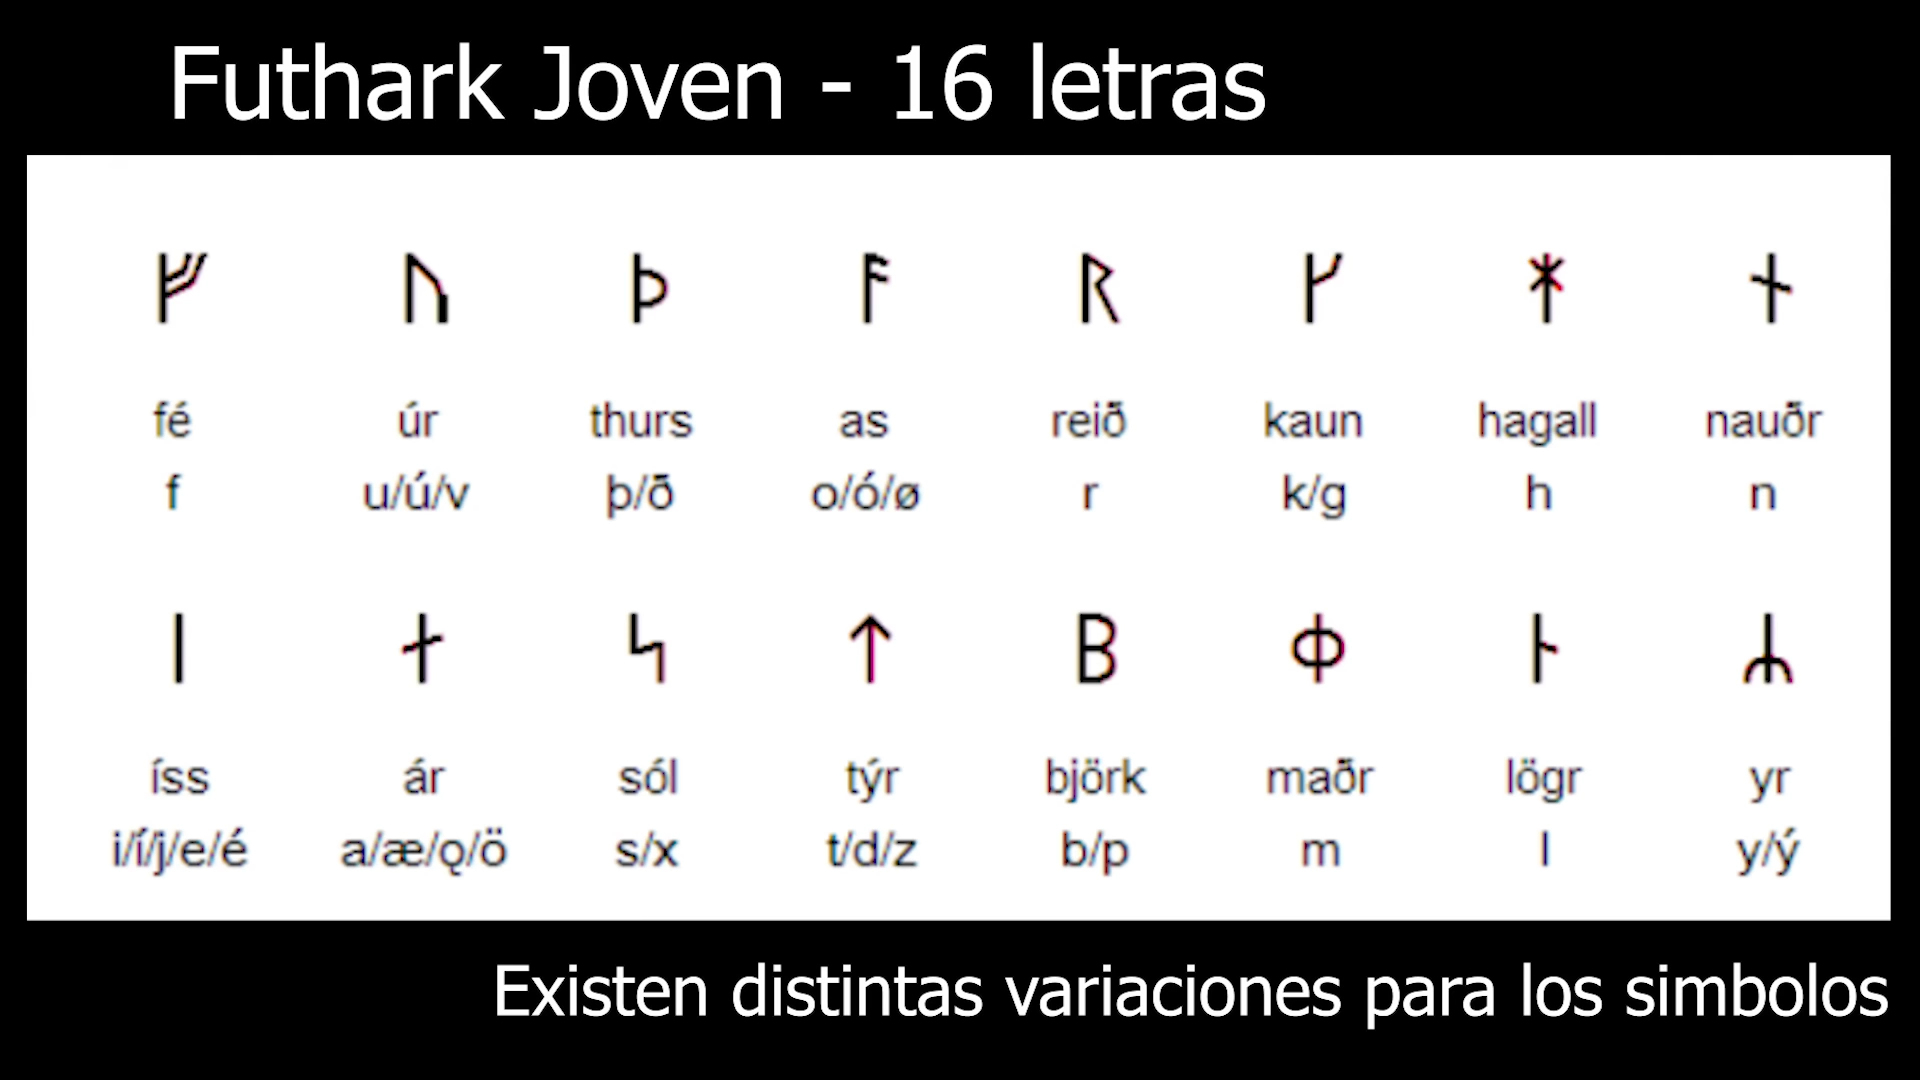 Futhark Joven - 16 letras
ᚠ ᚢ ᚦ ᚩ ᚱ ᚴ ᚼ ᚾ
fé úr thurs as reið kaun hagall nauðr
f u/ú/v þ/ð o/ó/ø r k/g h n
ᛁ ᛅ ᛋ ᛏ ᛒ ᛘ ᛚ ᛦ
íss ár sól týr björk maðr lögr yr
i/í/j/e/é a/æ/ǫ/ö s/x t/d/z b/p m l y/ý
Existen distintas variaciones para los simbolos